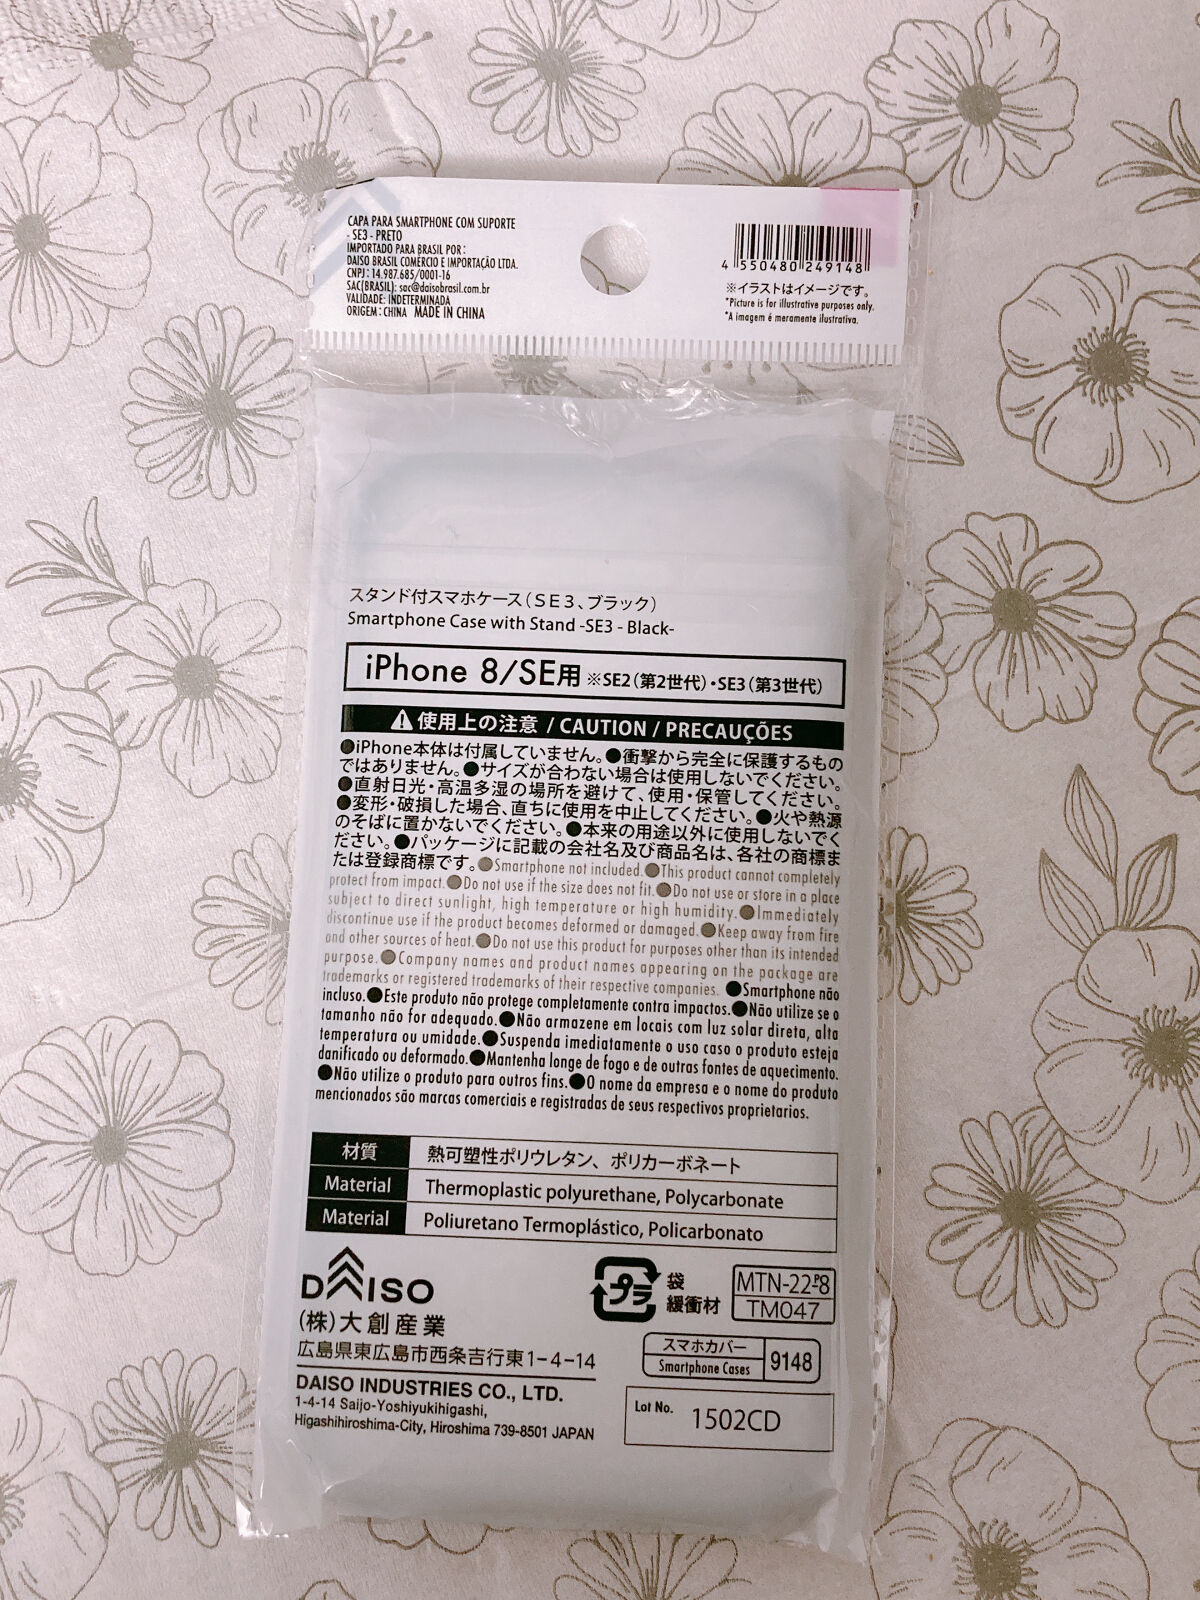 CAPA PARA SMARTPHONE COM SUPORTE
- SE3 - PRETO
IMPORTADO PARA BRASIL POR:
DAISO BRASIL COMÉRCIO E IMPORTAÇÃO LTDA.
CNPJ: 14.987.685/0001-16
SAC(BRASIL): sac@daisobrasil.com.br
VALIDADE: INDETERMINADA
ORIGEM: CHINA MADE IN CHINA
4 550480 249148
※イラストはイメージです。
*Picture is for illustrative purposes only.
*A imagem é meramente ilustrativa.
スタンド付スマホケース(SE3、ブラック)
Smartphone Case with Stand -SE3 - Black-
iPhone 8/SE用 ※SE2(第2世代)・SE3(第3世代)
⚠使用上の注意 / CAUTION / PRECAUÇÕES
●iPhone本体は付属していません。●衝撃から完全に保護するもの
ではありません。●サイズが合わない場合は使用しないでください。
●直射日光・高温多湿の場所を避けて、使用・保管してください。
●変形・破損した場合、直ちに使用を中止してください。●火や熱源
のそばに置かないでください。●本来の用途以外に使用しないでく
ださい。●パッケージに記載の会社名及び商品名は、各社の商標ま
たは登録商標です。●Smartphone not included.●This product cannot completely
protect from impact.●Do not use if the size does not fit.●Do not use or store in a place
subject to direct sunlight, high temperature or high humidity.●Immediately
discontinue use if the product becomes deformed or damaged.●Keep away from fire
and other sources of heat.●Do not use this product for purposes other than its intended
purpose.●Company names and product names appearing on the package are
trademarks or registered trademarks of their respective companies. ●Smartphone não
incluso.●Este produto não protege completamente contra impactos.●Não utilize se o
tamanho não for adequado.●Não armazene em locais com luz solar direta, alta
temperatura ou umidade.●Suspenda imediatamente o uso caso o produto esteja
danificado ou deformado.●Mantenha longe de fogo e de outras fontes de aquecimento.
●Não utilize o produto para outros fins.●O nome da empresa e o nome do produto
mencionados são marcas comerciais e registradas de seus respectivos proprietarios.
材質 熱可塑性ポリウレタン、ポリカーボネート
Material Thermoplastic polyurethane, Polycarbonate
Material Poliuretano Termoplástico, Policarbonato
DAISO
(株)大創産業
広島県東広島市西条吉行東1-4-14
DAISO INDUSTRIES CO., LTD.
1-4-14 Saijo-Yoshiyukihigashi,
Higashihiroshima-City, Hiroshima 739-8501 JAPAN
プラ
袋
緩衝材
MTN-22-P8
TM047
スマホカバー
Smartphone Cases
9148
Lot No. 1502CD